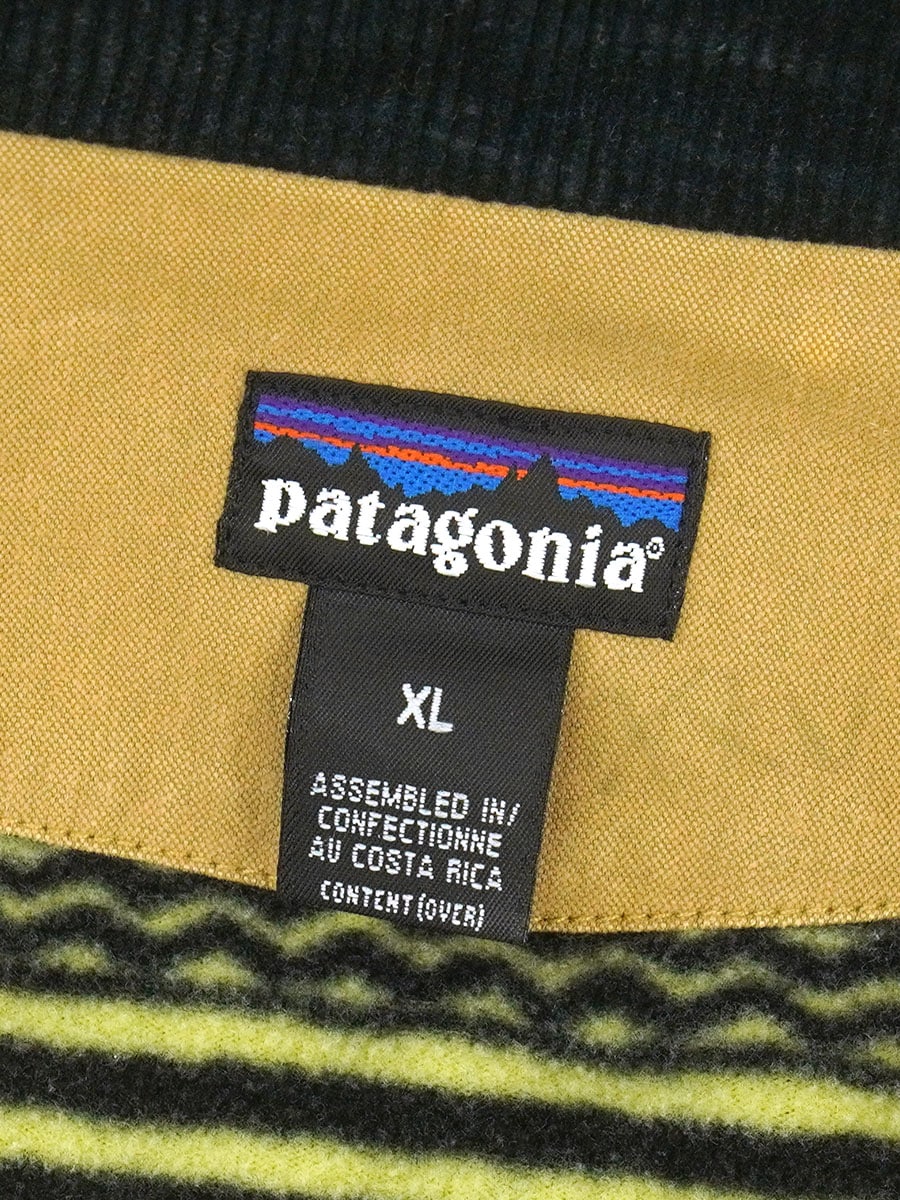 patagonia®
XL
ASSEMBLED IN/
CONFECTIONNE
AU COSTA RICA
CONTENT (OVER)